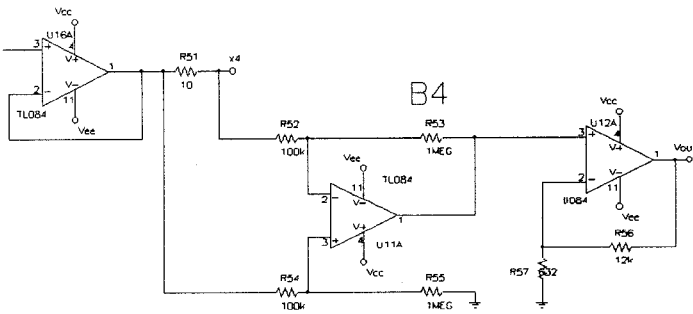 Vcc
U16A
3
4
+
V+
1
2
-
V-
11
TL084
Vee
R51
10
x4
B4
R52
100k
R53
1MEG
Vee
TL084
11
V-
2
-
1
3
+
V+
4
U11A
Vcc
R54
100k
R55
1MEG
Vcc
U12A
3
4
+
V+
1
Vou
2
-
V-
11
Vee
R56
12k
R57